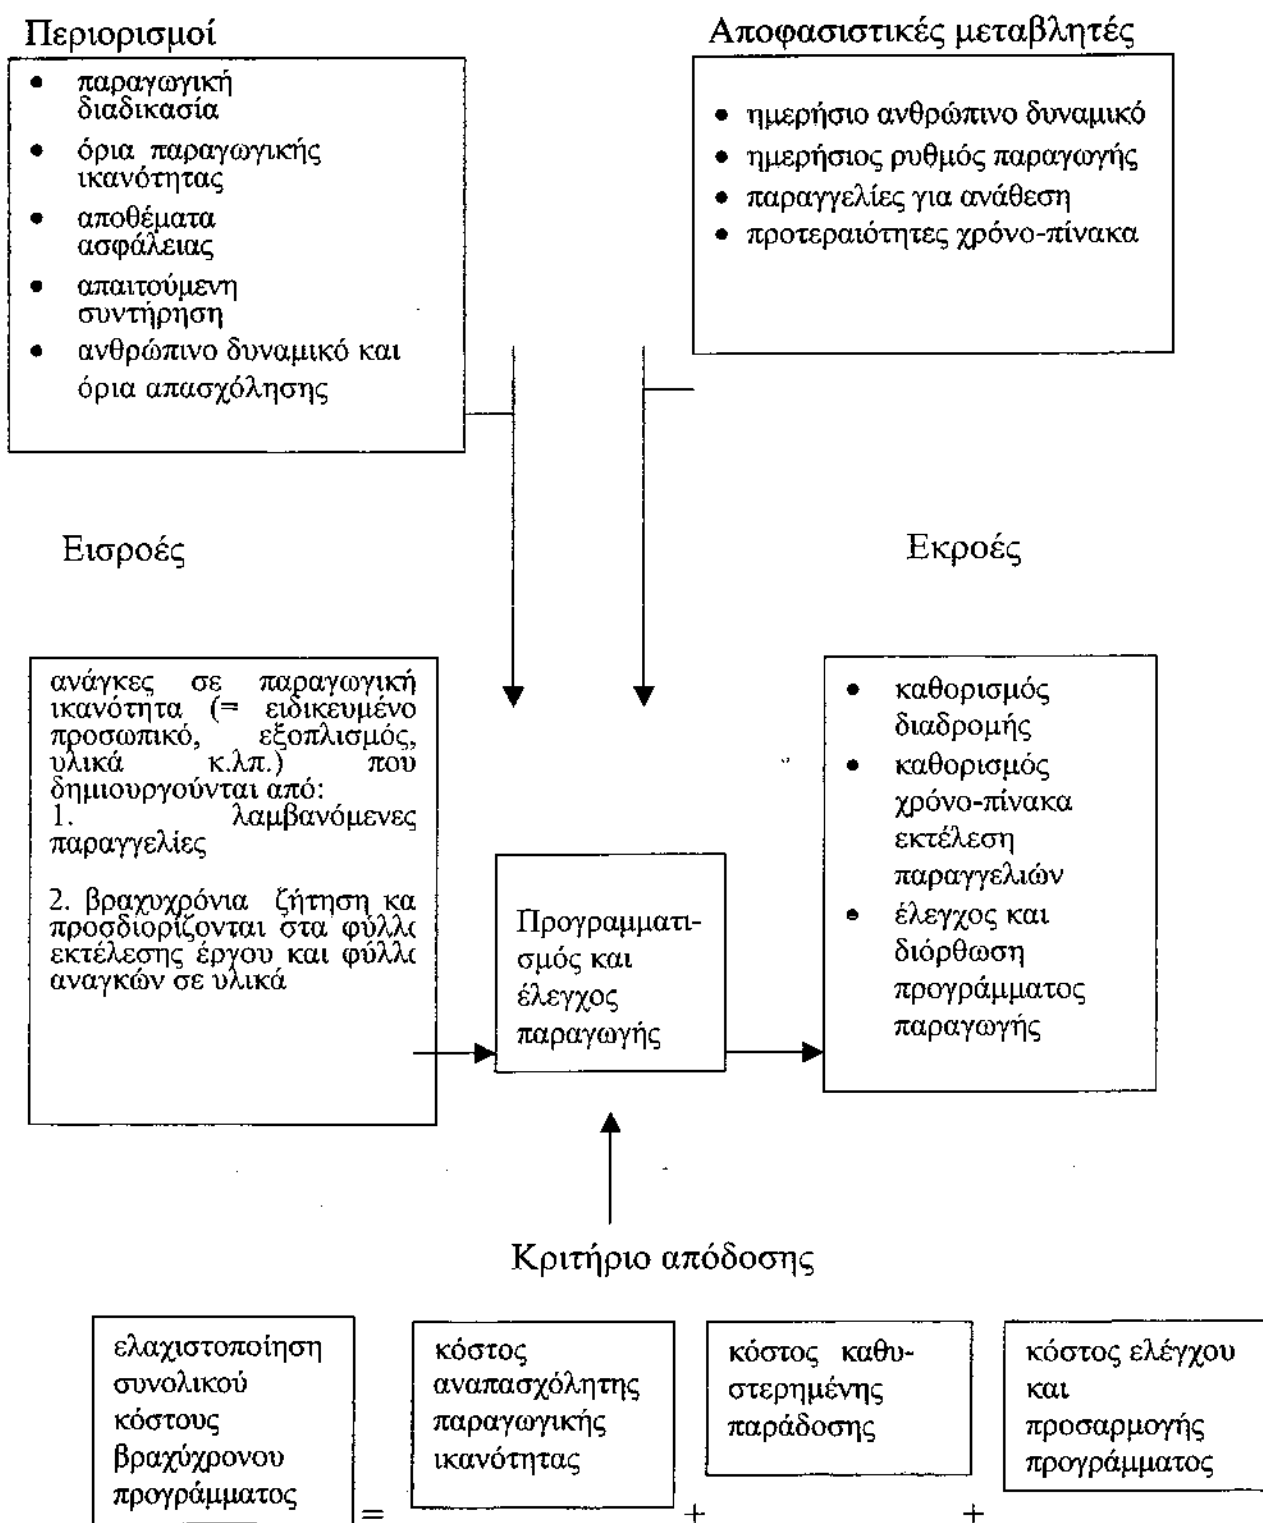 Περιορισμοί
• παραγωγική
διαδικασία
• όρια παραγωγικής
ικανότητας
• αποθέματα
ασφάλειας
• απαιτούμενη
συντήρηση
• ανθρώπινο δυναμικό και
όρια απασχόλησης
Αποφασιστικές μεταβλητές
• ημερήσιο ανθρώπινο δυναμικό
• ημερήσιος ρυθμός παραγωγής
• παραγγελίες για ανάθεση
• προτεραιότητες χρόνο-πίνακα
Εισροές
ανάγκες σε παραγωγική
ικανότητα (= ειδικευμένο
προσωπικό, εξοπλισμός,
υλικά κ.λπ.) που
δημιουργούνται από:
1. λαμβανόμενες
παραγγελίες
2. βραχυχρόνια ζήτηση κα
προσδιορίζονται στα φύλλ
εκτέλεσης έργου και φύλλ
αναγκών σε υλικά
Προγραμματι-
σμός και
έλεγχος
παραγωγής
Εκροές
• καθορισμός
διαδρομής
• καθορισμός
χρόνο-πίνακα
εκτέλεση
παραγγελιών
• έλεγχος και
διόρθωση
προγράμματος
παραγωγής
Κριτήριο απόδοσης
ελαχιστοποίηση
συνολικού
κόστους
βραχύχρονου
προγράμματος
=
κόστος
αναπασχόλητης
παραγωγικής
ικανότητας
+
κόστος καθυ-
στερημένης
παράδοσης
+
κόστος ελέγχου
και
προσαρμογής
προγράμματος